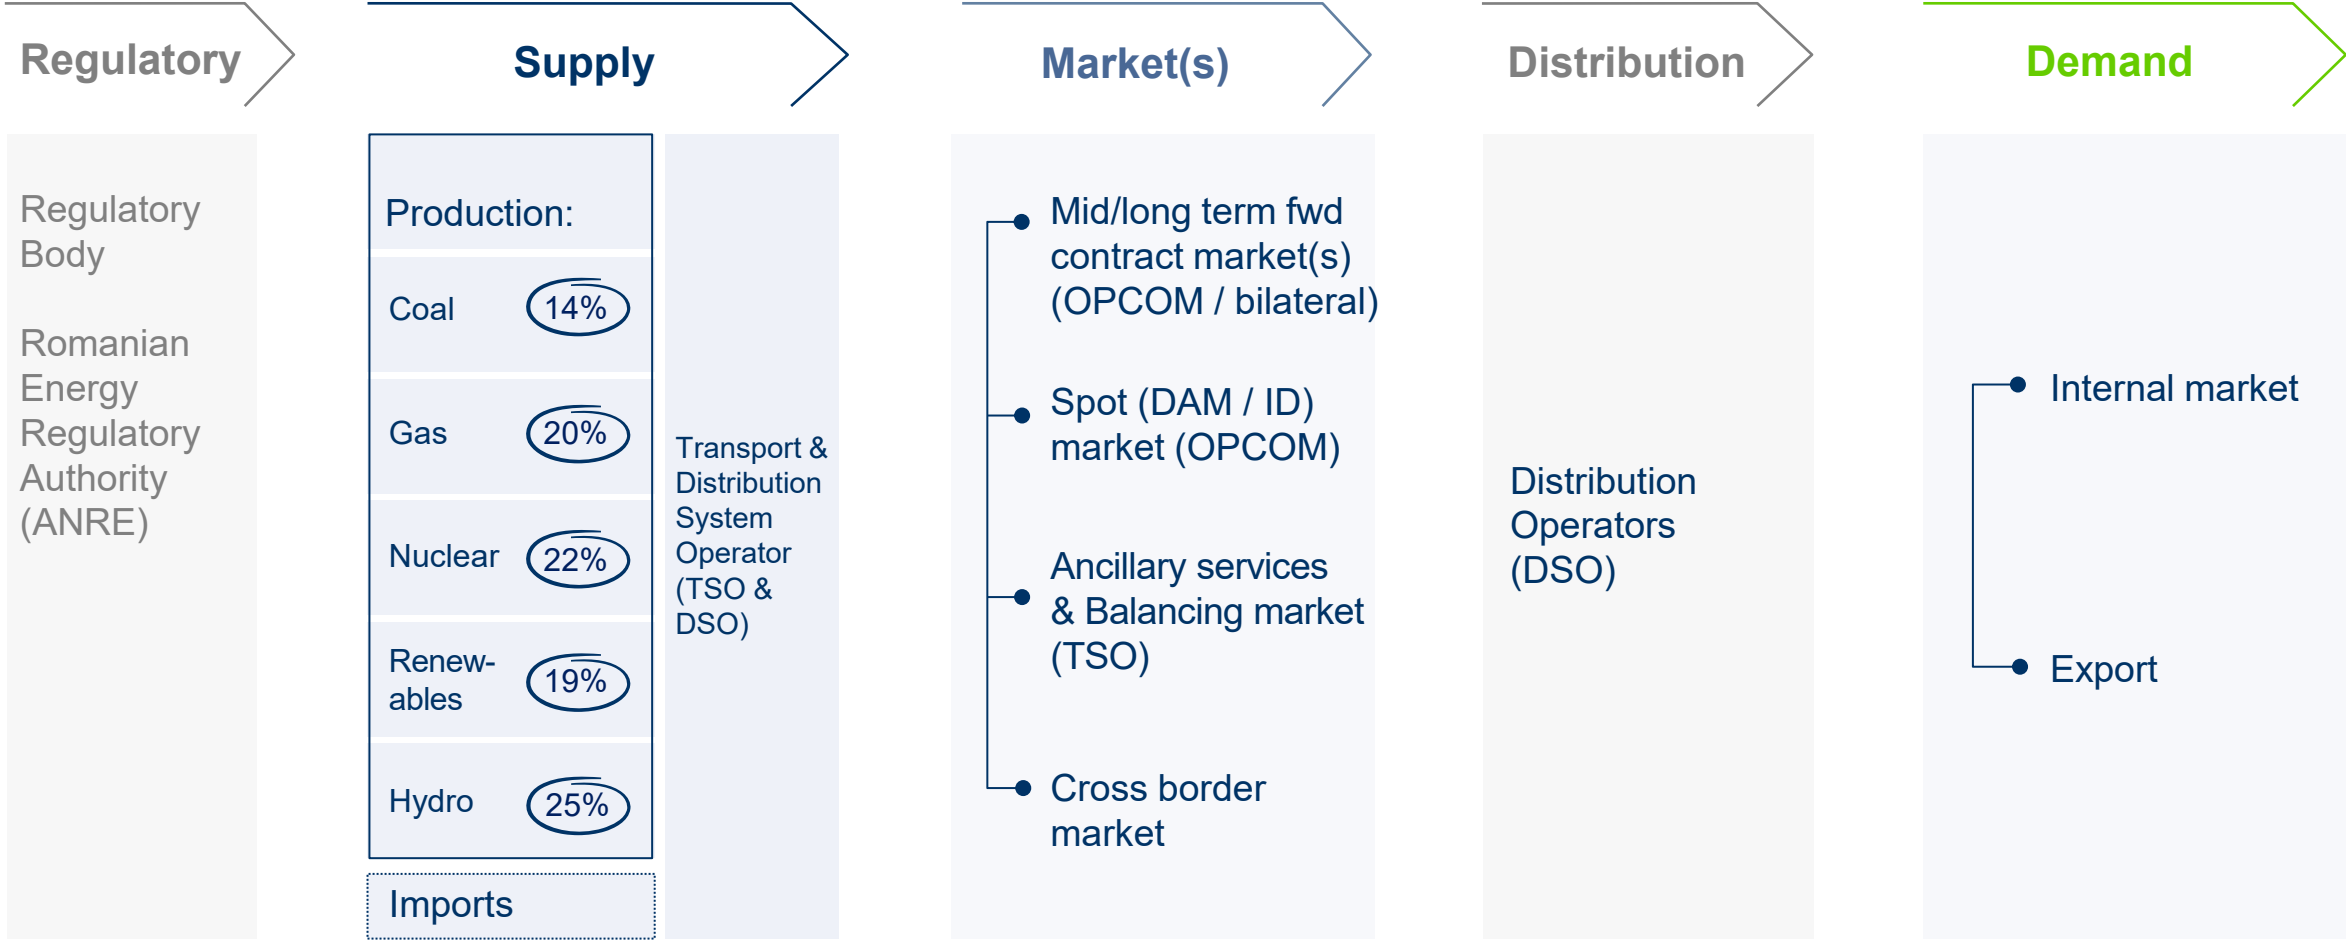 Regulatory
Supply
Market(s)
Distribution
Demand
Regulatory
Body
Romanian
Energy
Regulatory
Authority
(ANRE)
Production:
Coal 14%
Gas 20%
Nuclear 22%
Renew-
ables 19%
Hydro 25%
Imports
Transport &
Distribution
System
Operator
(TSO &
DSO)
Mid/long term fwd
contract market(s)
(OPCOM / bilateral)
Spot (DAM / ID)
market (OPCOM)
Ancillary services
& Balancing market
(TSO)
Cross border
market
Distribution
Operators
(DSO)
Internal market
Export